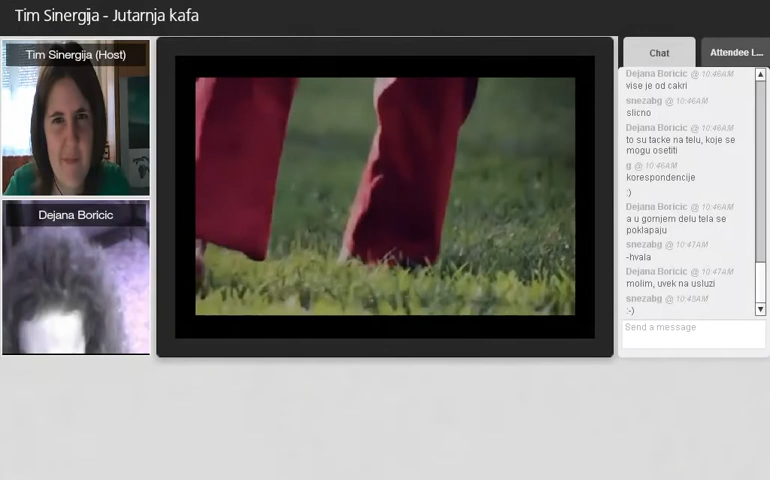 Tim Sinergija - Jutarnja kafa
Tim Sinergija (Host)
Dejana Boricic
Chat
Attendee L...
Dejana Boricic @ 10:46AM
vise je od cakri
snezabg @ 10:46AM
slicno
Dejana Boricic @ 10:46AM
to su tacke na telu, koje se
mogu osetiti
g @ 10:46AM
korespondencije
:)
Dejana Boricic @ 10:46AM
a u gornjem delu tela se
poklapaju
snezabg @ 10:47AM
-hvala
Dejana Boricic @ 10:47AM
molim, uvek na usluzi
snezabg @ 10:48AM
:-)
Send a message